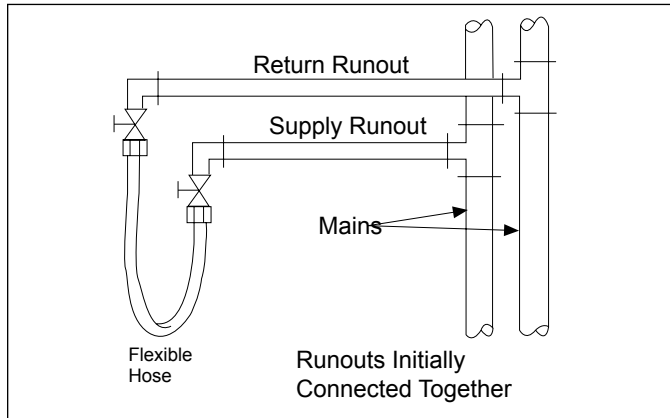 Return Runout
Supply Runout
Mains
Flexible
Hose
Runouts Initially
Connected Together